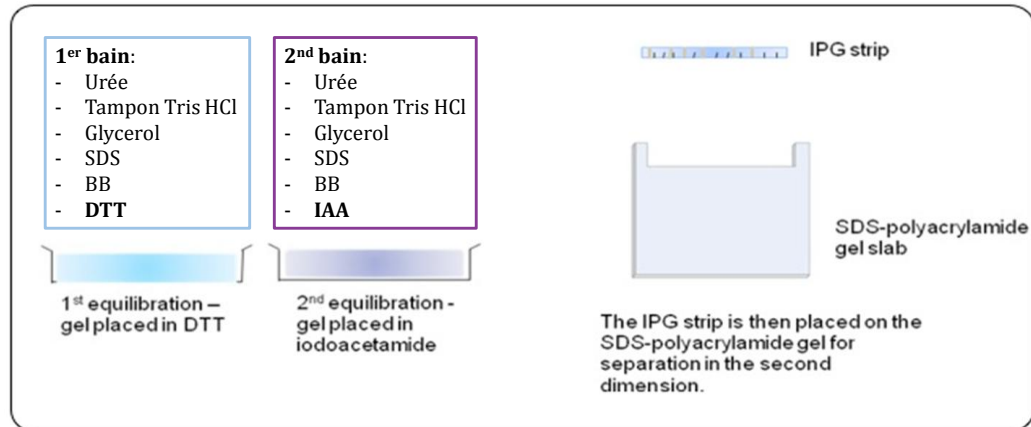 1er bain:
- Urée
- Tampon Tris HCl
- Glycerol
- SDS
- BB
- DTT
2nd bain:
- Urée
- Tampon Tris HCl
- Glycerol
- SDS
- BB
- IAA
1st equilibration –
gel placed in DTT
2nd equilibration -
gel placed in
iodoacetamide
IPG strip
SDS-polyacrylamide
gel slab
The IPG strip is then placed on the
SDS-polyacrylamide gel for
separation in the second
dimension.